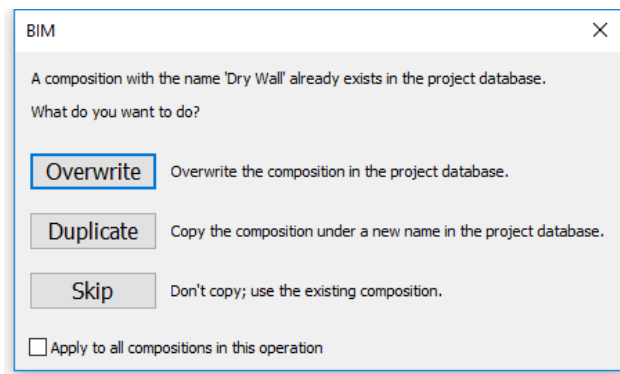 BIM
A composition with the name 'Dry Wall' already exists in the project database.
What do you want to do?
Overwrite Overwrite the composition in the project database.
Duplicate Copy the composition under a new name in the project database.
Skip Don't copy; use the existing composition.
Apply to all compositions in this operation